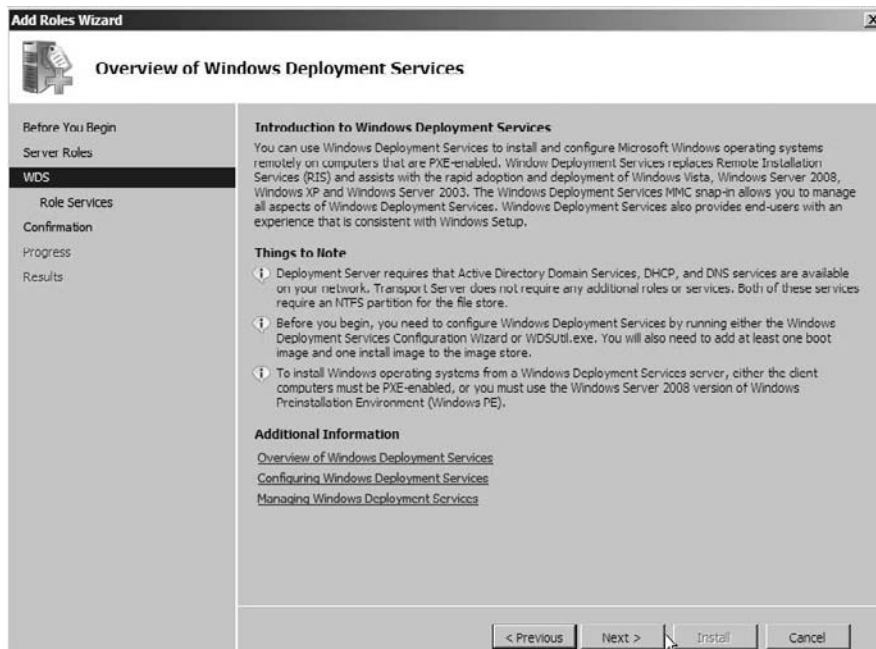 Add Roles Wizard
X
Overview of Windows Deployment Services
Before You Begin
Server Roles
WDS
Role Services
Confirmation
Progress
Results
Introduction to Windows Deployment Services
You can use Windows Deployment Services to install and configure Microsoft Windows operating systems
remotely on computers that are PXE-enabled. Window Deployment Services replaces Remote Installation
Services (RIS) and assists with the rapid adoption and deployment of Windows Vista, Windows Server 2008,
Windows XP and Windows Server 2003. The Windows Deployment Services MMC snap-in allows you to manage
all aspects of Windows Deployment Services. Windows Deployment Services also provides end-users with an
experience that is consistent with Windows Setup.
Things to Note
Deployment Server requires that Active Directory Domain Services, DHCP, and DNS services are available
on your network. Transport Server does not require any additional roles or services. Both of these services
require an NTFS partition for the file store.
Before you begin, you need to configure Windows Deployment Services by running either the Windows
Deployment Services Configuration Wizard or WDSUtil.exe. You will also need to add at least one boot
image and one install image to the image store.
To install Windows operating systems from a Windows Deployment Services server, either the client
computers must be PXE-enabled, or you must use the Windows Server 2008 version of Windows
Preinstallation Environment (Windows PE).
Additional Information
Overview of Windows Deployment Services
Configuring Windows Deployment Services
Managing Windows Deployment Services
< Previous
Next >
Install
Cancel